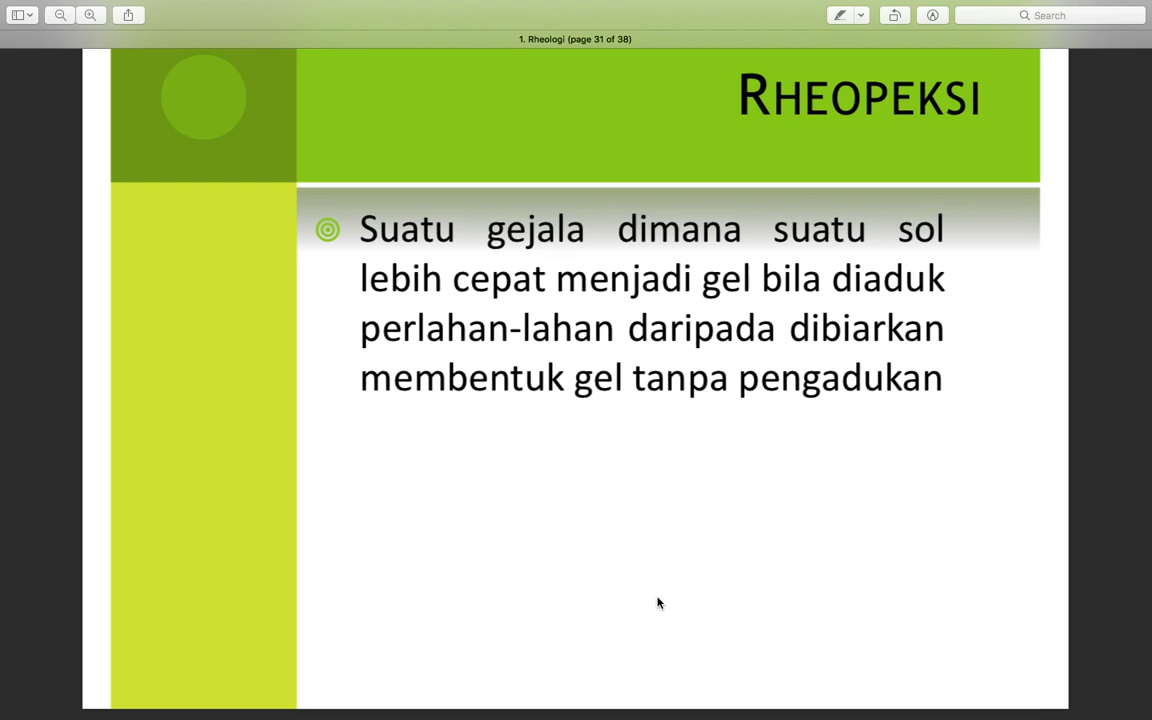 Search
1. Rheologi (page 31 of 38)
RHEOPEKSI
Suatu gejala dimana suatu sol
lebih cepat menjadi gel bila diaduk
perlahan-lahan daripada dibiarkan
membentuk gel tanpa pengadukan